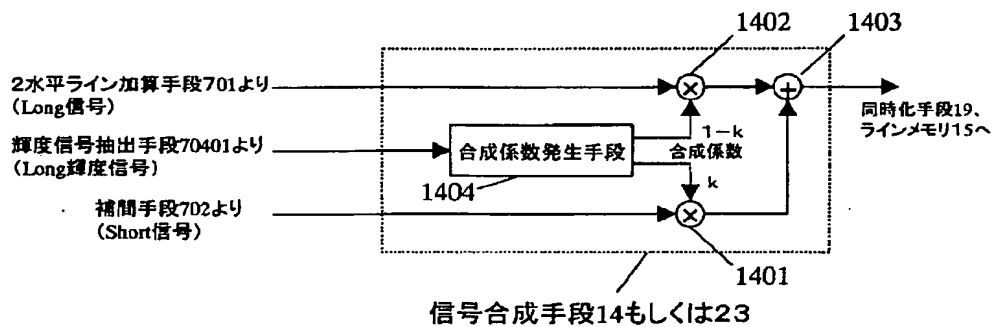 1402
1403
2水平ライン加算手段701より
(Long信号)
同時化手段19、
ラインメモリ15へ
輝度信号抽出手段70401より
(Long輝度信号)
合成係数発生手段
1-k
合成係数
k
1404
補間手段702より
(Short信号)
1401
信号合成手段14もしくは23